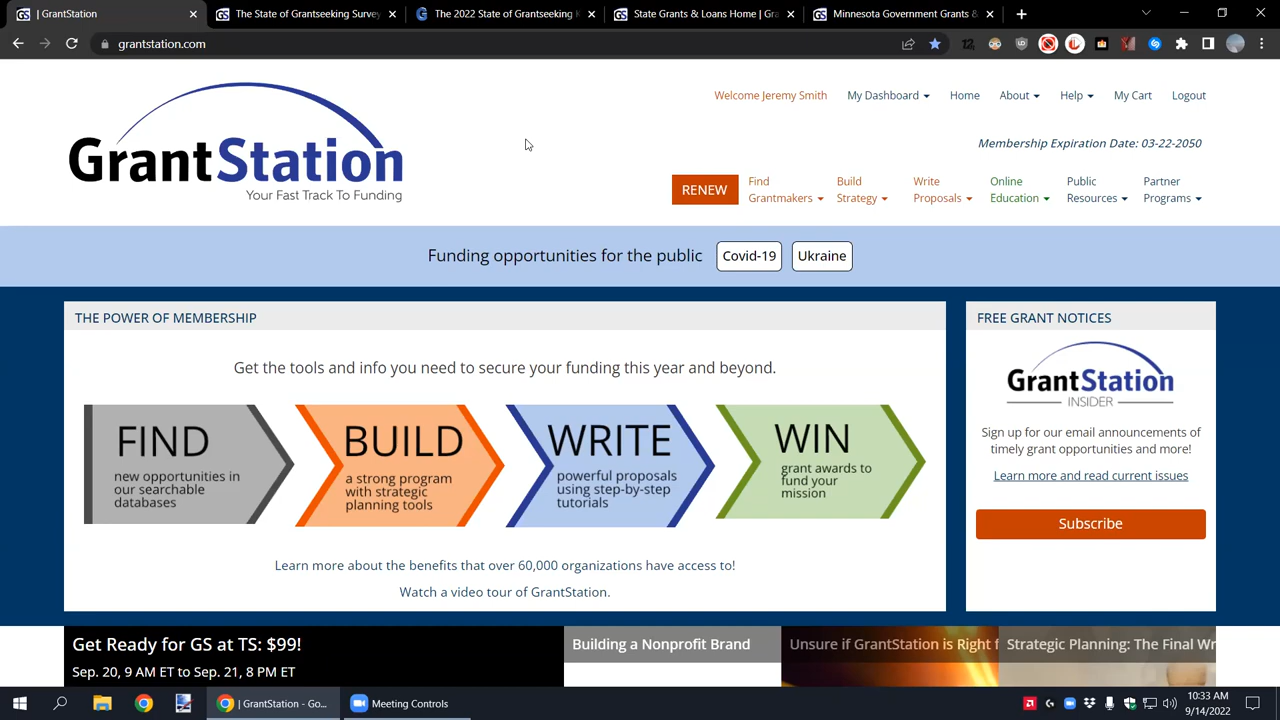 | GrantStation
The State of Grantseeking Survey
The 2022 State of Grantseeking
State Grants & Loans Home | Gra
Minnesota Government Grants &
grantstation.com
Welcome Jeremy Smith
My Dashboard
Home
About
Help
My Cart
Logout
GrantStation
Your Fast Track To Funding
Membership Expiration Date: 03-22-2050
RENEW
Find
Grantmakers
Build
Strategy
Write
Proposals
Online
Education
Public
Resources
Partner
Programs
Funding opportunities for the public
Covid-19
Ukraine
THE POWER OF MEMBERSHIP
Get the tools and info you need to secure your funding this year and beyond.
FIND
new opportunities in
our searchable
databases
BUILD
a strong program
with strategic
planning tools
WRITE
powerful proposals
using step-by-step
tutorials
WIN
grant awards to
fund your
mission
Learn more about the benefits that over 60,000 organizations have access to!
Watch a video tour of GrantStation.
FREE GRANT NOTICES
GrantStation
INSIDER
Sign up for our email announcements of
timely grant opportunities and more!
Learn more and read current issues
Subscribe
Get Ready for GS at TS: $99!
Sep. 20, 9 AM ET to Sep. 21, 8 PM ET
Building a Nonprofit Brand
Unsure if GrantStation is Right f
Strategic Planning: The Final Wr
| GrantStation - Go...
Meeting Controls
10:33 AM
9/14/2022